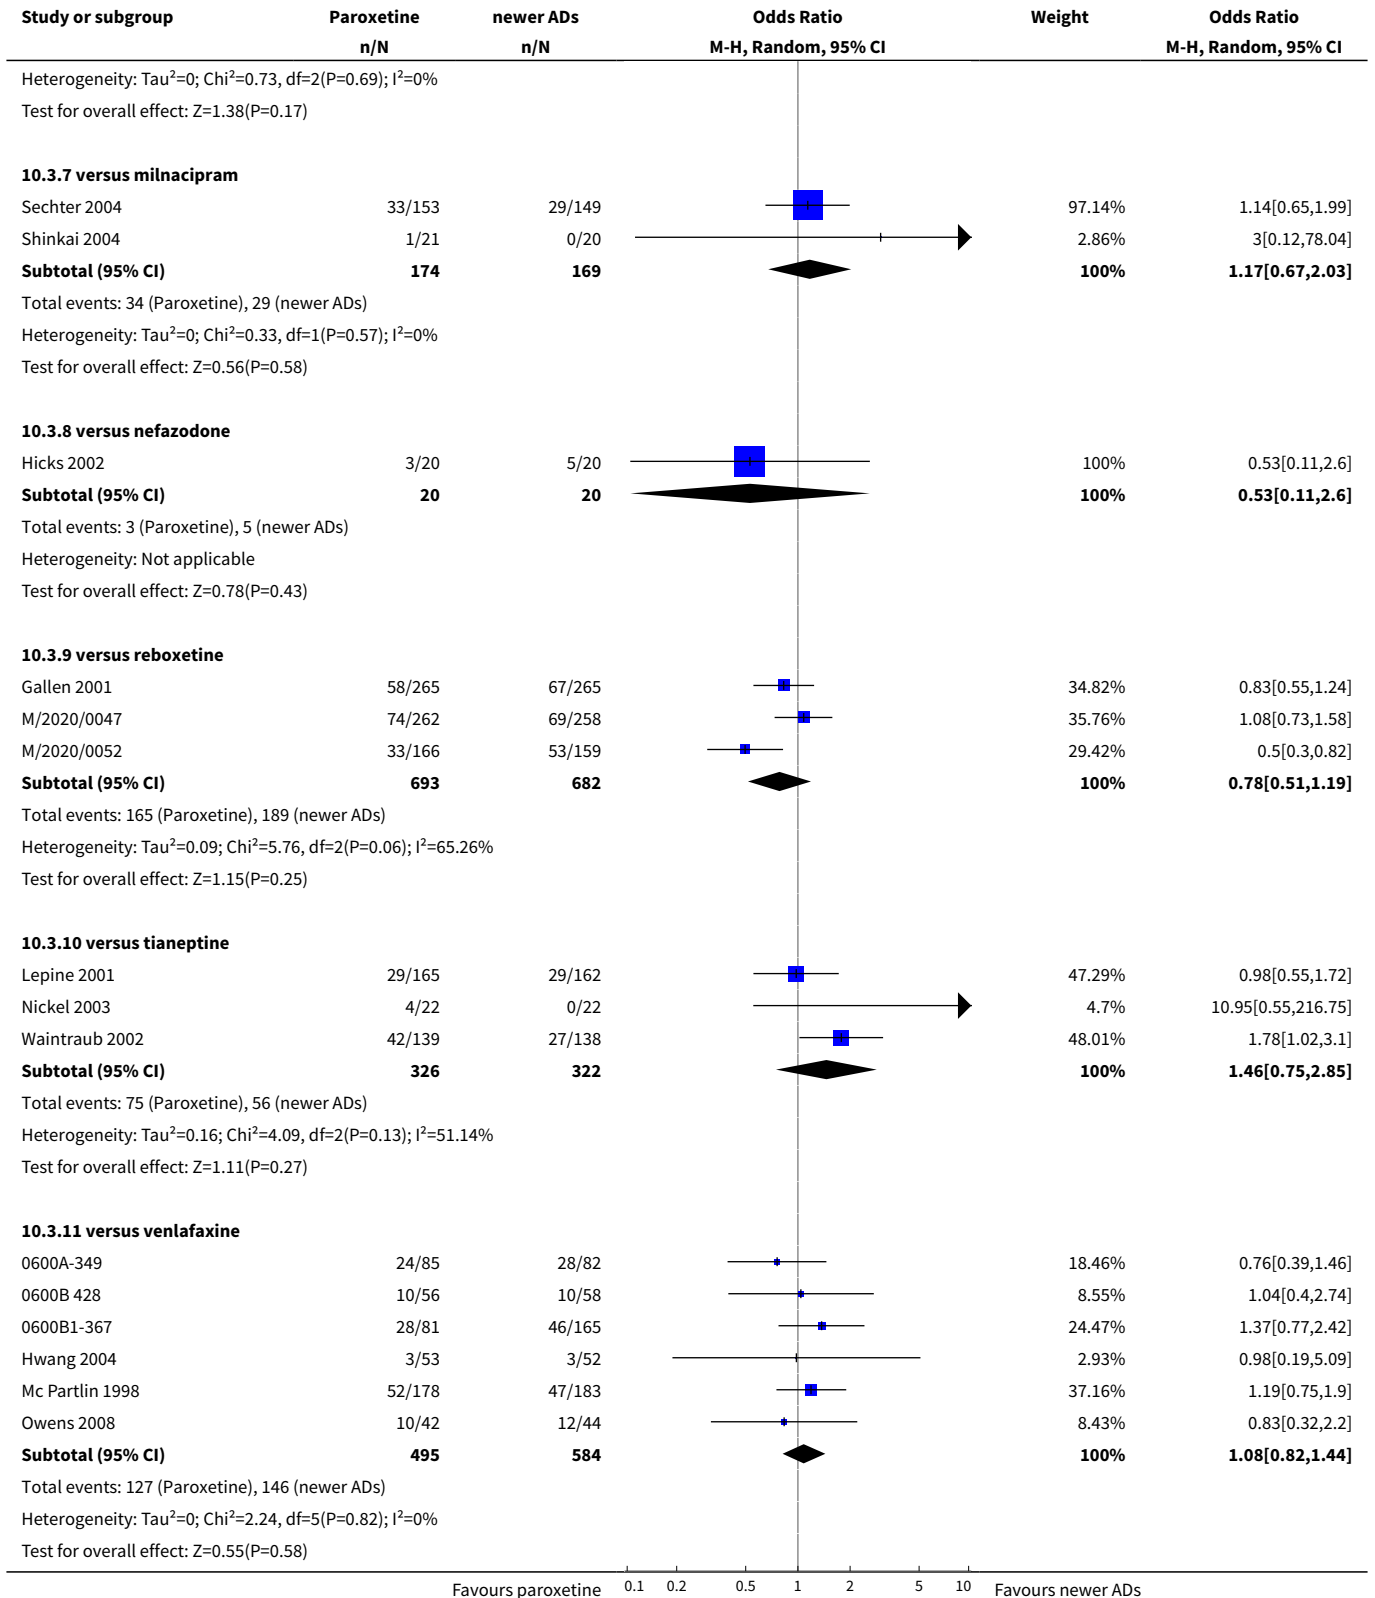 Study or subgroup Paroxetine newer ADs Odds Ratio Weight Odds Ratio
n/N n/N M-H, Random, 95% CI M-H, Random, 95% CI
Heterogeneity: Tau²=0; Chi²=0.73, df=2(P=0.69); I²=0%
Test for overall effect: Z=1.38(P=0.17)
10.3.7 versus milnacipram
Sechter 2004 33/153 29/149 97.14% 1.14[0.65,1.99]
Shinkai 2004 1/21 0/20 2.86% 3[0.12,78.04]
Subtotal (95% CI) 174 169 100% 1.17[0.67,2.03]
Total events: 34 (Paroxetine), 29 (newer ADs)
Heterogeneity: Tau²=0; Chi²=0.33, df=1(P=0.57); I²=0%
Test for overall effect: Z=0.56(P=0.58)
10.3.8 versus nefazodone
Hicks 2002 3/20 5/20 100% 0.53[0.11,2.6]
Subtotal (95% CI) 20 20 100% 0.53[0.11,2.6]
Total events: 3 (Paroxetine), 5 (newer ADs)
Heterogeneity: Not applicable
Test for overall effect: Z=0.78(P=0.43)
10.3.9 versus reboxetine
Gallen 2001 58/265 67/265 34.82% 0.83[0.55,1.24]
M/2020/0047 74/262 69/258 35.76% 1.08[0.73,1.58]
M/2020/0052 33/166 53/159 29.42% 0.5[0.3,0.82]
Subtotal (95% CI) 693 682 100% 0.78[0.51,1.19]
Total events: 165 (Paroxetine), 189 (newer ADs)
Heterogeneity: Tau²=0.09; Chi²=5.76, df=2(P=0.06); I²=65.26%
Test for overall effect: Z=1.15(P=0.25)
10.3.10 versus tianeptine
Lepine 2001 29/165 29/162 47.29% 0.98[0.55,1.72]
Nickel 2003 4/22 0/22 4.7% 10.95[0.55,216.75]
Waintraub 2002 42/139 27/138 48.01% 1.78[1.02,3.1]
Subtotal (95% CI) 326 322 100% 1.46[0.75,2.85]
Total events: 75 (Paroxetine), 56 (newer ADs)
Heterogeneity: Tau²=0.16; Chi²=4.09, df=2(P=0.13); I²=51.14%
Test for overall effect: Z=1.11(P=0.27)
10.3.11 versus venlafaxine
0600A-349 24/85 28/82 18.46% 0.76[0.39,1.46]
0600B 428 10/56 10/58 8.55% 1.04[0.4,2.74]
0600B1-367 28/81 46/165 24.47% 1.37[0.77,2.42]
Hwang 2004 3/53 3/52 2.93% 0.98[0.19,5.09]
Mc Partlin 1998 52/178 47/183 37.16% 1.19[0.75,1.9]
Owens 2008 10/42 12/44 8.43% 0.83[0.32,2.2]
Subtotal (95% CI) 495 584 100% 1.08[0.82,1.44]
Total events: 127 (Paroxetine), 146 (newer ADs)
Heterogeneity: Tau²=0; Chi²=2.24, df=5(P=0.82); I²=0%
Test for overall effect: Z=0.55(P=0.58)
Favours paroxetine 0.1 0.2 0.5 1 2 5 10 Favours newer ADs